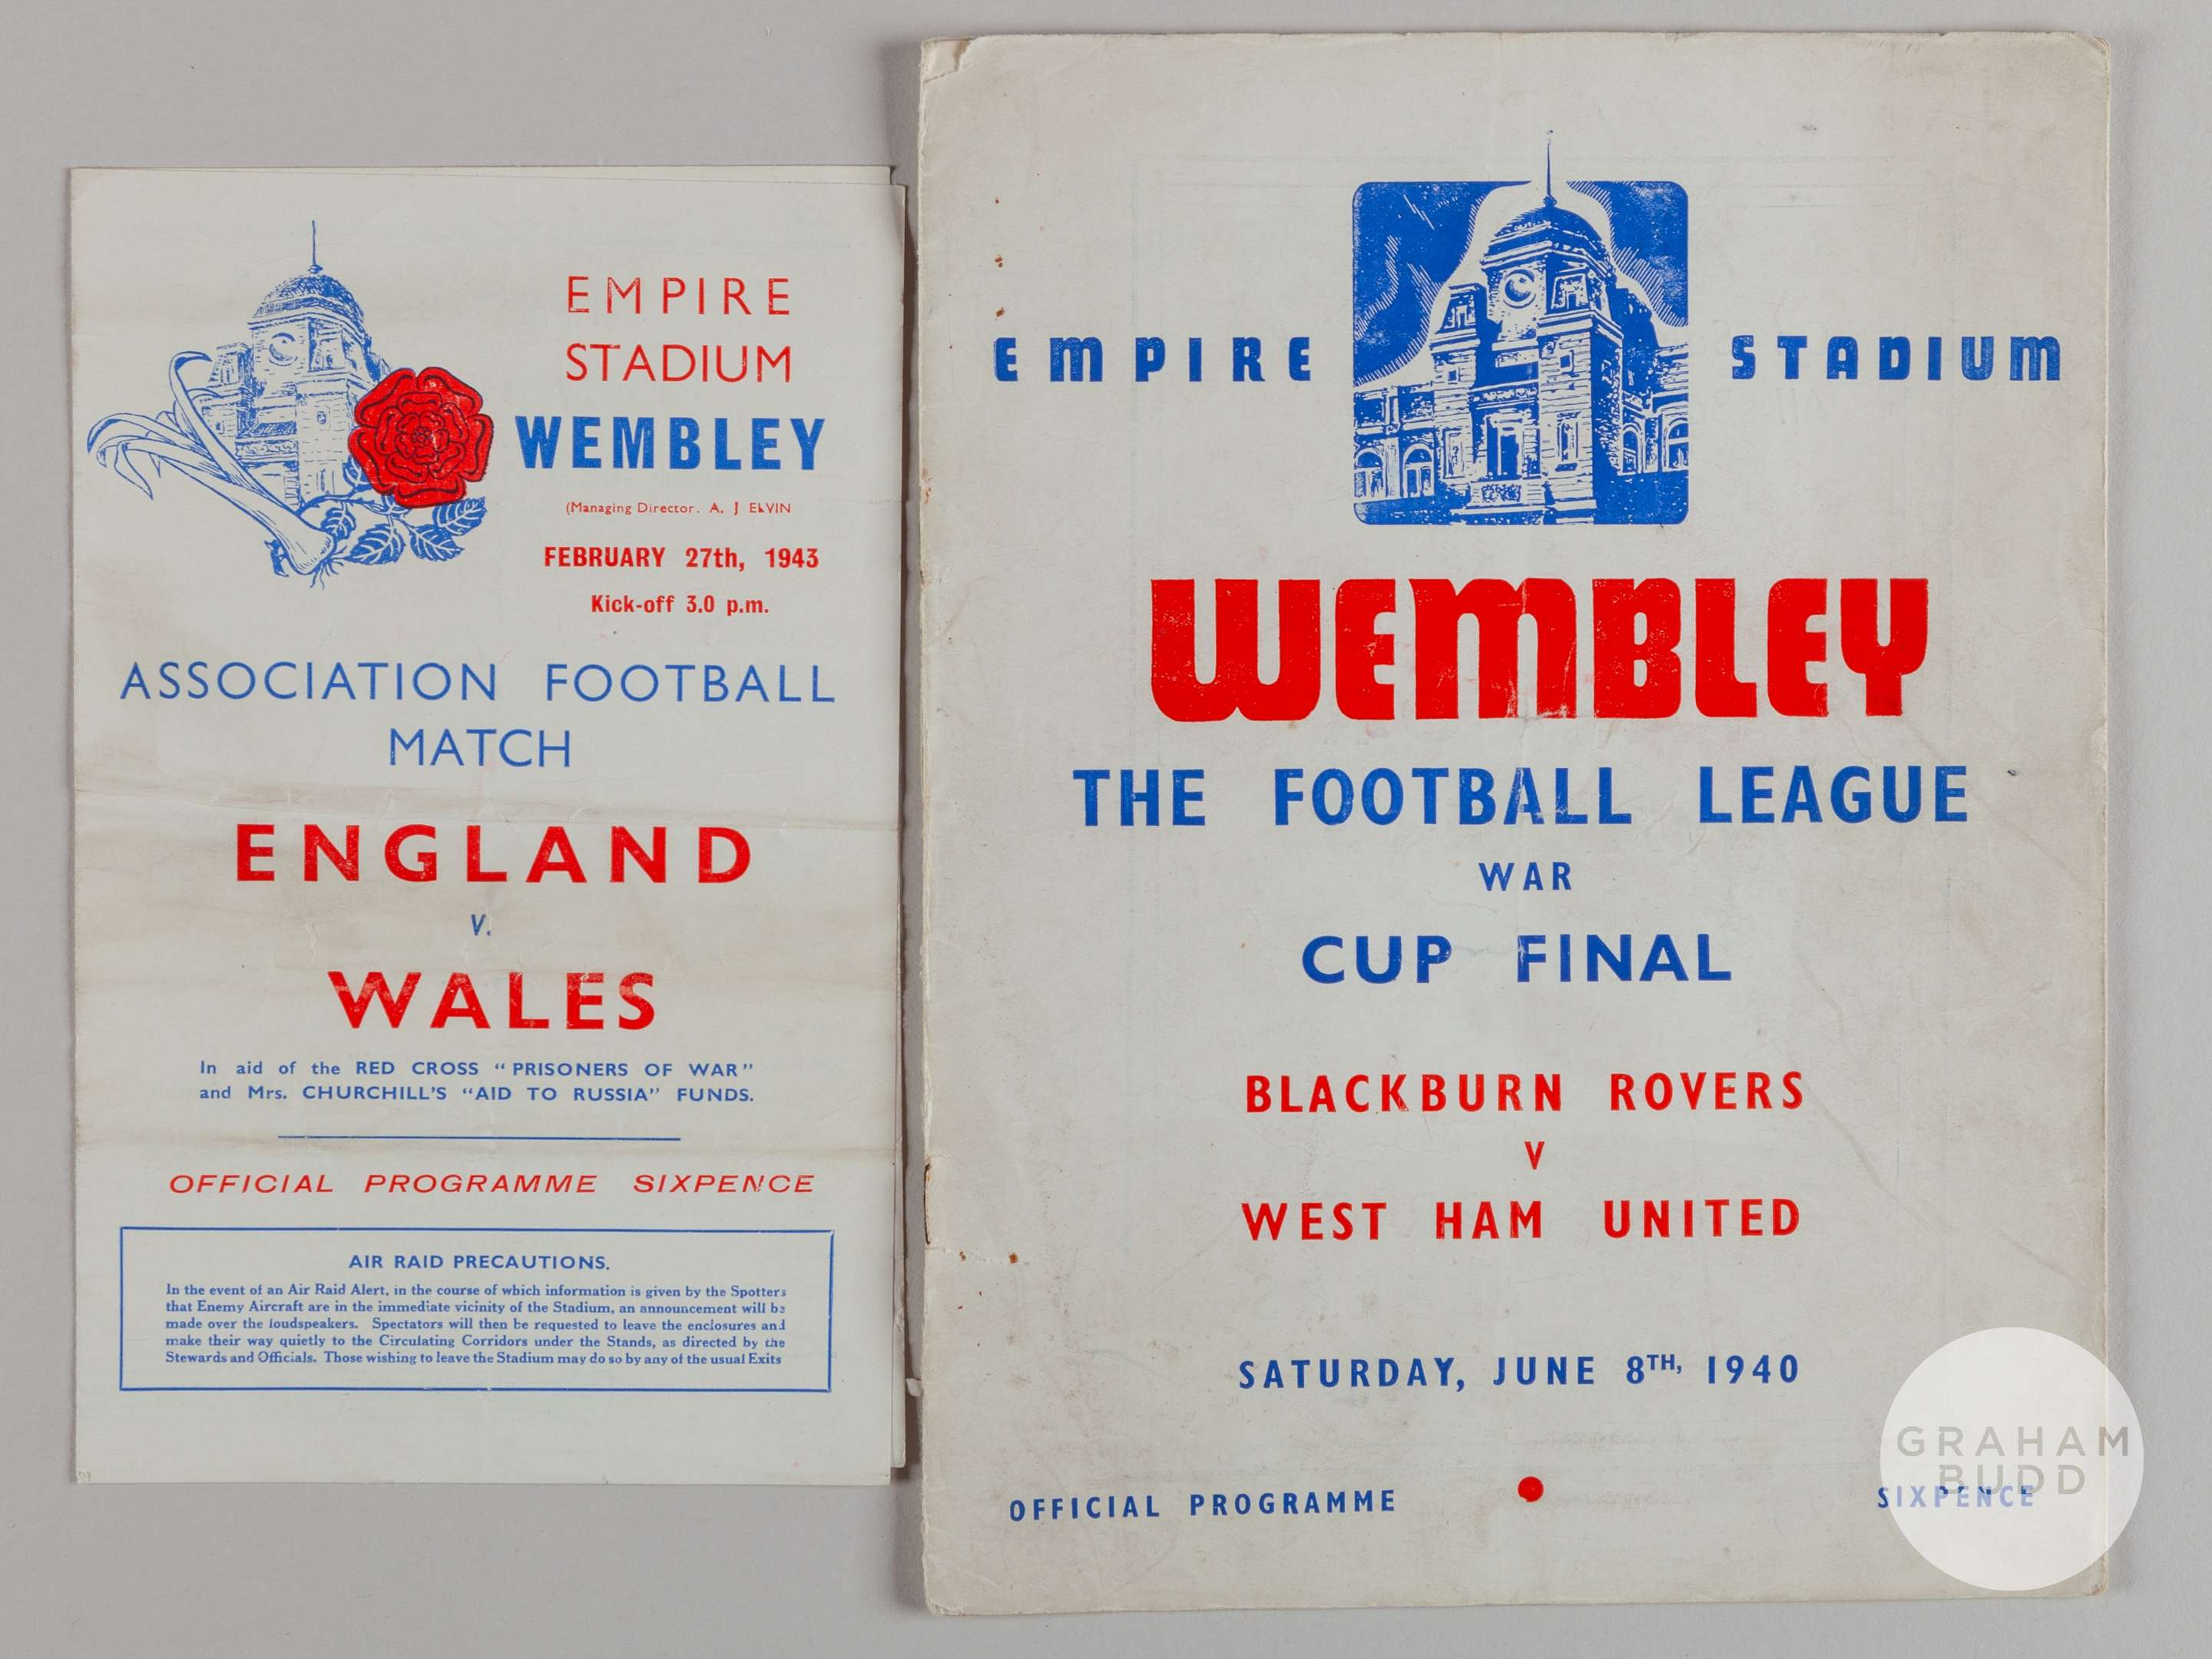 EMPIRE
STADIUM
WEMBLEY
(Managing Director. A. J ELVIN
FEBRUARY 27th, 1943
Kick-off 3.0 p.m.
ASSOCIATION FOOTBALL
MATCH
ENGLAND
v.
WALES
In aid of the RED CROSS "PRISONERS OF WAR"
and Mrs. CHURCHILL'S "AID TO RUSSIA" FUNDS.
OFFICIAL PROGRAMME SIXPENCE
AIR RAID PRECAUTIONS.
In the event of an Air Raid Alert, in the course of which information is given by the Spotters
that Enemy Aircraft are in the immediate vicinity of the Stadium, an announcement will be
made over the loudspeakers. Spectators will then be requested to leave the enclosures and
make their way quietly to the Circulating Corridors under the Stands, as directed by the
Stewards and Officials. Those wishing to leave the Stadium may do so by any of the usual Exits
EMPIRE STADIUM
WEMBLEY
THE FOOTBALL LEAGUE
WAR
CUP FINAL
BLACKBURN ROVERS
V
WEST HAM UNITED
SATURDAY, JUNE 8TH, 1940
OFFICIAL PROGRAMME SIXPENCE
GRAHAM
BUDD